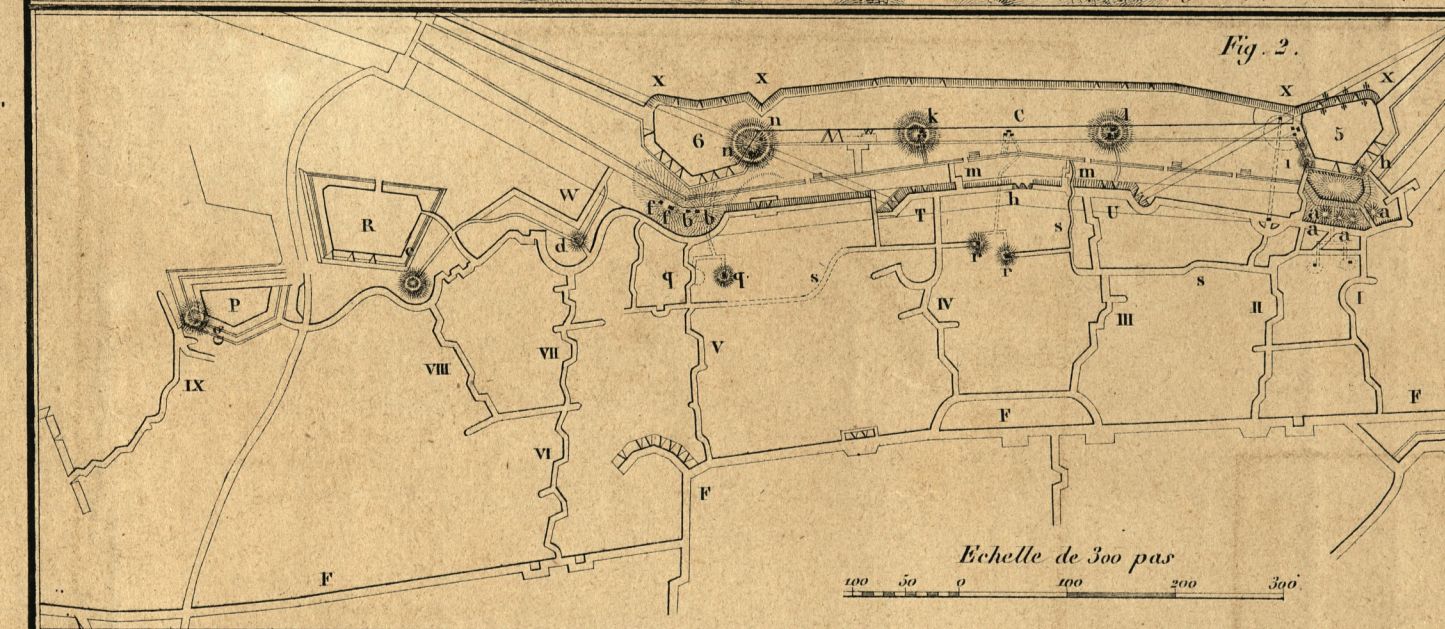 Fig. 2.
X X X X
n k C l
6 5
n 1 h
m m
W f f b b T h U a a
R d a a
c q q s r r s s
P g IV III II I
VII V
IX VIII
F F
VI
F
F
Echelle de 300 pas
100 50 0 100 200 300